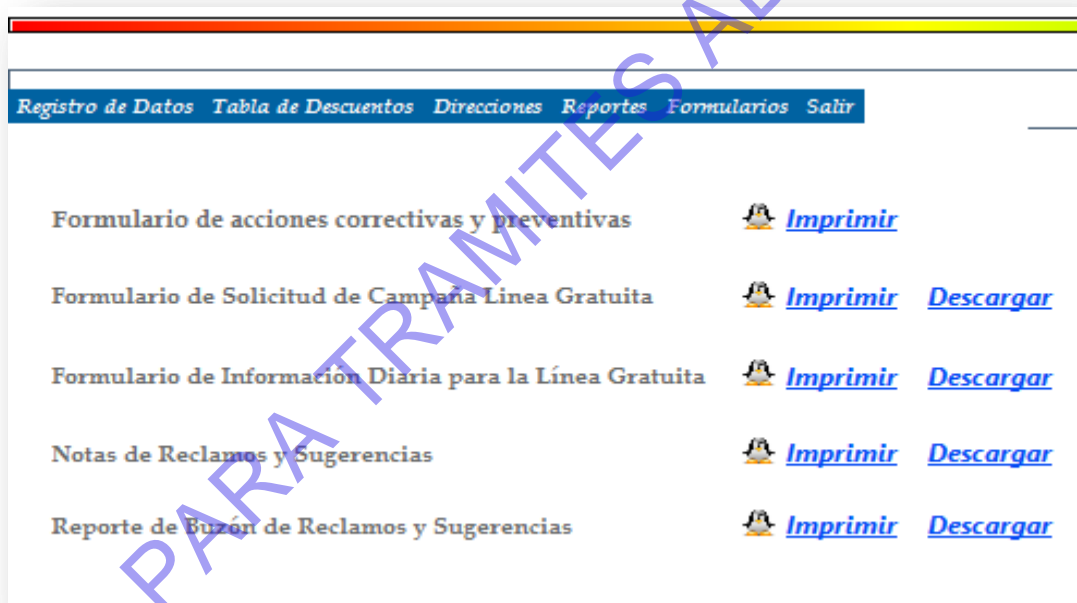 Registro de Datos Tabla de Descuentos Direcciones Reportes Formularios Salir
Formulario de acciones correctivas y preventivas Imprimir
Formulario de Solicitud de Campaña Linea Gratuita Imprimir Descargar
Formulario de Información Diaria para la Línea Gratuita Imprimir Descargar
Notas de Reclamos y Sugerencias Imprimir Descargar
Reporte de Buzón de Reclamos y Sugerencias Imprimir Descargar
PARA TRAMITES